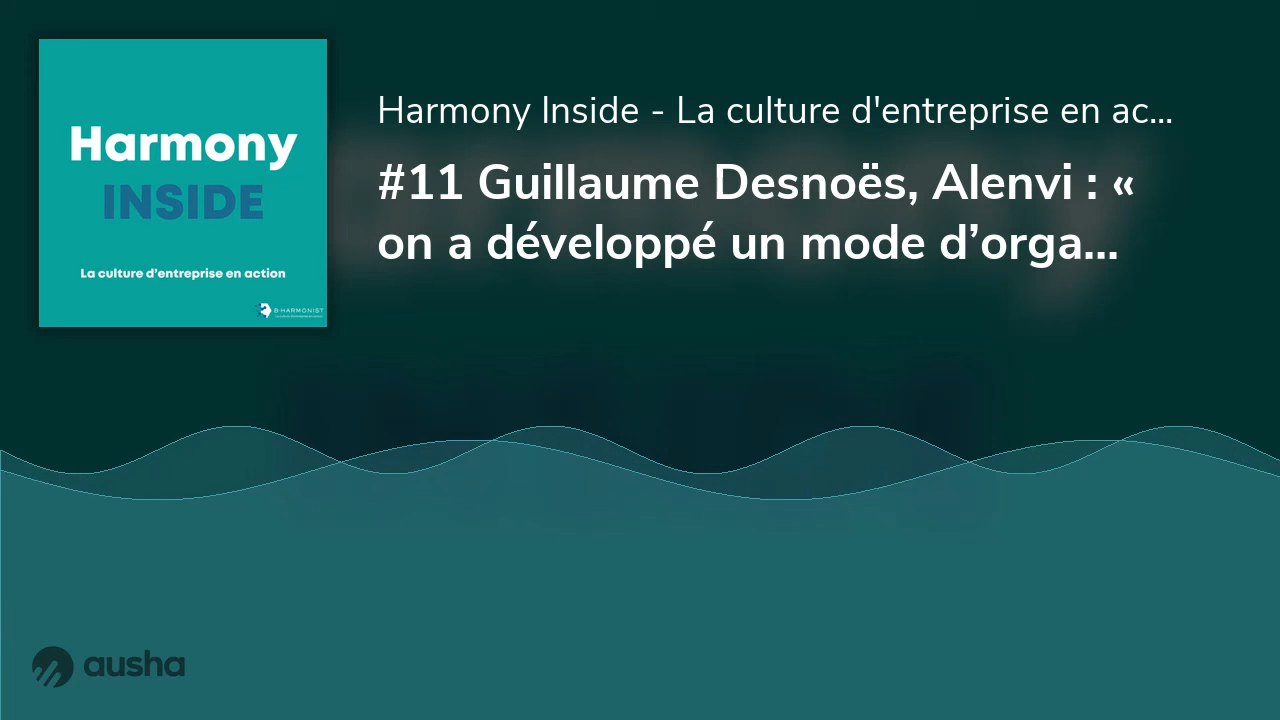 Harmony
INSIDE
La culture d'entreprise en action
B·HARMONIST
Harmony Inside - La culture d'entreprise en ac...
#11 Guillaume Desnoës, Alenvi : «
on a développé un mode d’orga...
ausha